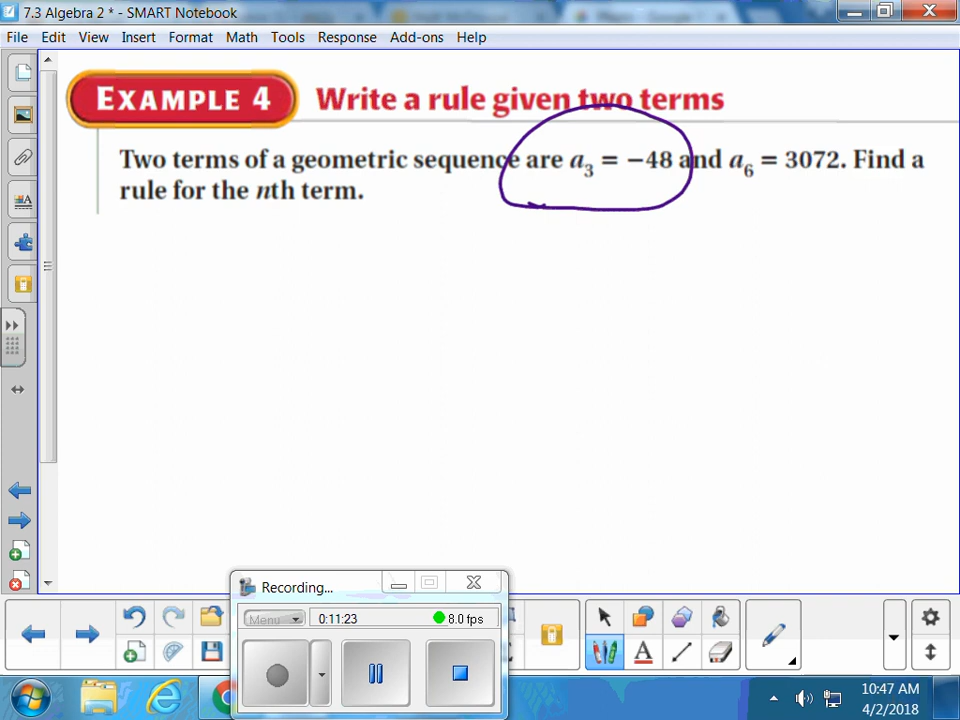 7.3 Algebra 2 * - SMART Notebook
File Edit View Insert Format Math Tools Response Add-ons Help
EXAMPLE 4 Write a rule given two terms
Two terms of a geometric sequence are a₃ = −48 and a₆ = 3072. Find a
rule for the nth term.
Recording...
Menu 0:11:23 8.0 fps
A
10:47 AM
4/2/2018